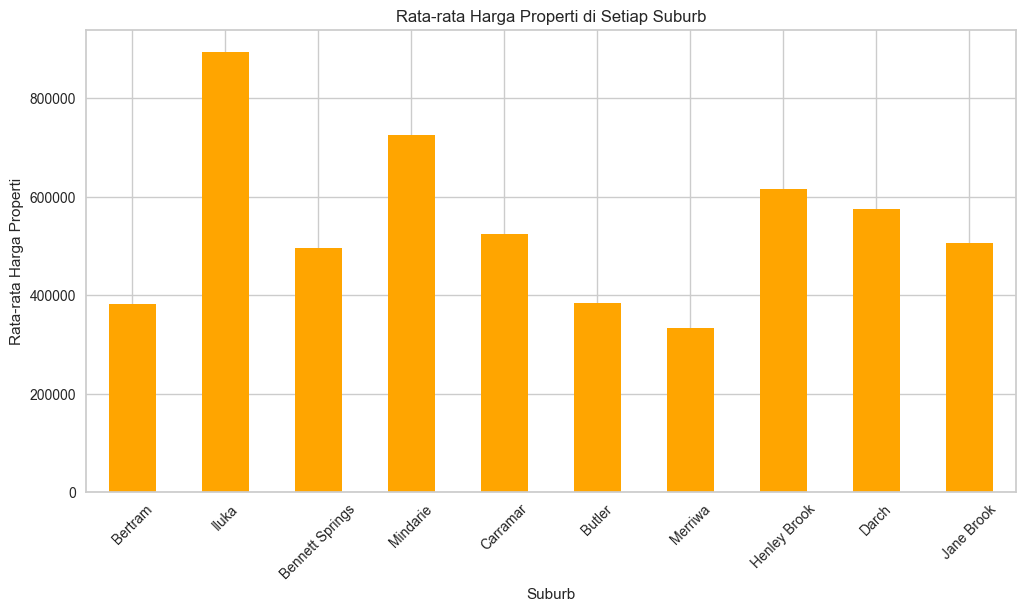 Rata-rata Harga Properti di Setiap Suburb
Rata-rata Harga Properti
800000
600000
400000
200000
0
Bertram
Iluka
Bennett Springs
Mindarie
Carramar
Butler
Merriwa
Henley Brook
Darch
Jane Brook
Suburb